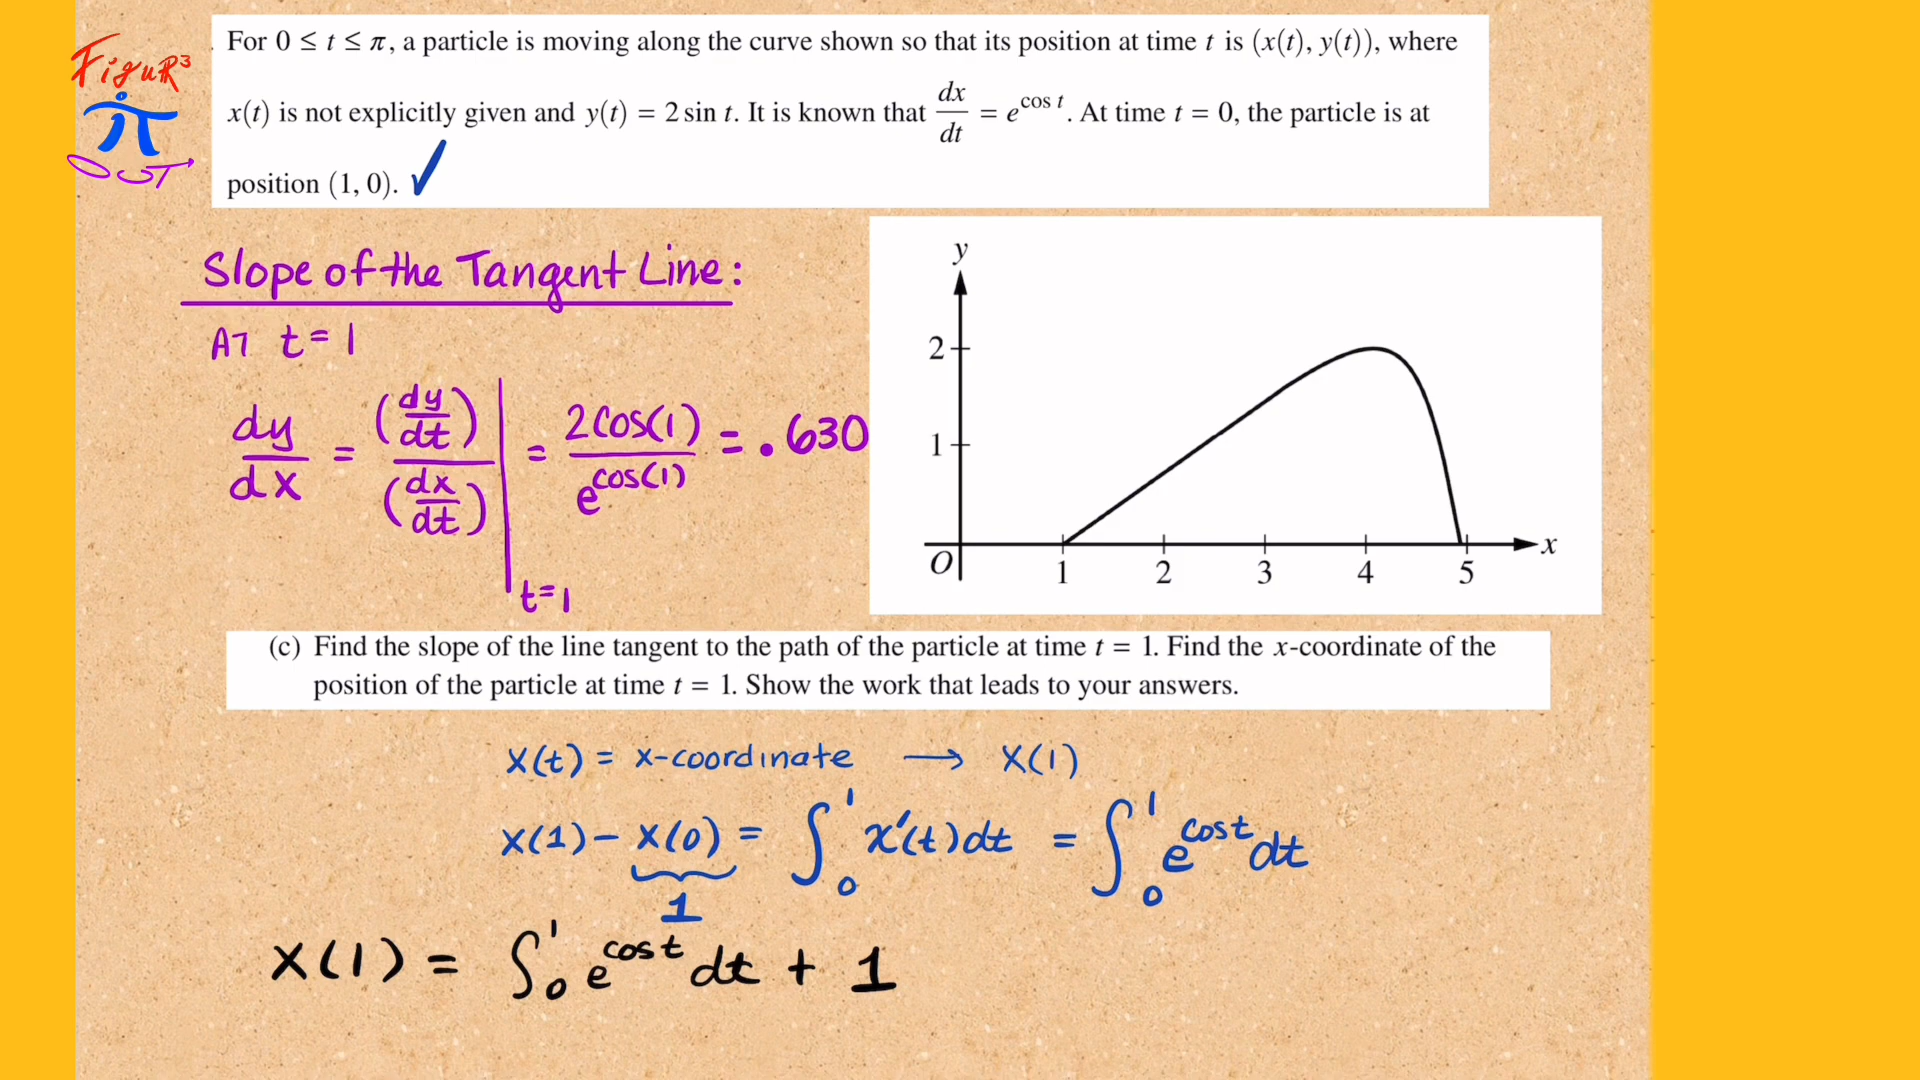 FiguR³
iπ
OUT
For 0 ≤ t ≤ π, a particle is moving along the curve shown so that its position at time t is (x(t), y(t)), where
x(t) is not explicitly given and y(t) = 2 sin t. It is known that dx/dt = e^(cos t). At time t = 0, the particle is at
position (1, 0). ✓
Slope of the Tangent Line:
AT t = 1
dy/dx = (dy/dt)/(dx/dt) | t=1 = 2cos(1)/e^(cos(1)) = .630
y
2
1
O
1 2 3 4 5
x
(c) Find the slope of the line tangent to the path of the particle at time t = 1. Find the x-coordinate of the
position of the particle at time t = 1. Show the work that leads to your answers.
x(t) = x-coordinate → x(1)
x(1) − x(0) = ∫₀¹ x'(t)dt = ∫₀¹ e^(cos t) dt
1
x(1) = ∫₀¹ e^(cos t) dt + 1